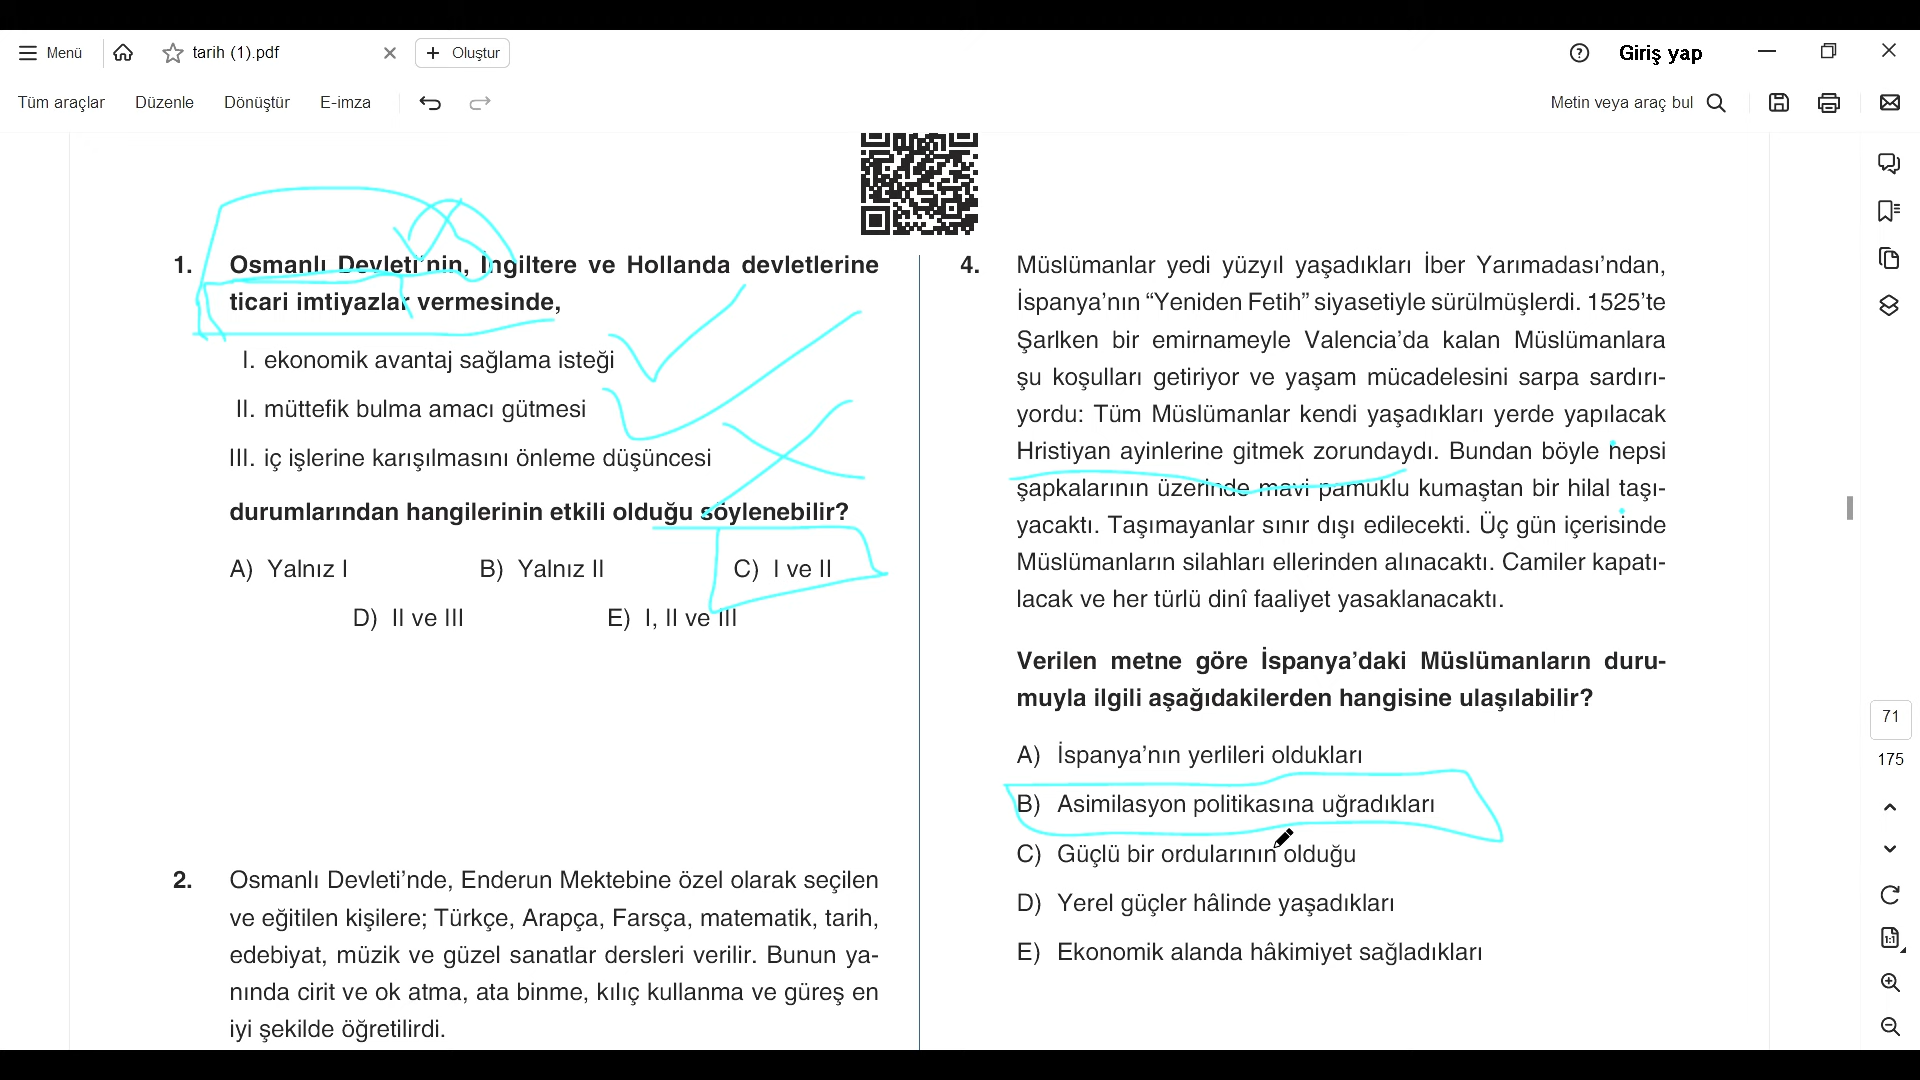 Menü
tarih (1).pdf
Oluştur
Giriş yap
Tüm araçlar
Düzenle
Dönüştür
E-imza
Metin veya araç bul
1. Osmanlı Devleti’nin, İngiltere ve Hollanda devletlerine
ticari imtiyazlar vermesinde,
I. ekonomik avantaj sağlama isteği
II. müttefik bulma amacı gütmesi
III. iç işlerine karışılmasını önleme düşüncesi
durumlarından hangilerinin etkili olduğu söylenebilir?
A) Yalnız I B) Yalnız II C) I ve II
D) II ve III E) I, II ve III
2. Osmanlı Devleti’nde, Enderun Mektebine özel olarak seçilen
ve eğitilen kişilere; Türkçe, Arapça, Farsça, matematik, tarih,
edebiyat, müzik ve güzel sanatlar dersleri verilir. Bunun ya-
nında cirit ve ok atma, ata binme, kılıç kullanma ve güreş en
iyi şekilde öğretilirdi.
4. Müslümanlar yedi yüzyıl yaşadıkları İber Yarımadası’ndan,
İspanya’nın “Yeniden Fetih” siyasetiyle sürülmüşlerdi. 1525’te
Şarlken bir emirnameyle Valencia’da kalan Müslümanlara
şu koşulları getiriyor ve yaşam mücadelesini sarpa sardırı-
yordu: Tüm Müslümanlar kendi yaşadıkları yerde yapılacak
Hristiyan ayinlerine gitmek zorundaydı. Bundan böyle hepsi
şapkalarının üzerinde mavi pamuklu kumaştan bir hilal taşı-
yacaktı. Taşımayanlar sınır dışı edilecekti. Üç gün içerisinde
Müslümanların silahları ellerinden alınacaktı. Camiler kapatı-
lacak ve her türlü dinî faaliyet yasaklanacaktı.
Verilen metne göre İspanya’daki Müslümanların duru-
muyla ilgili aşağıdakilerden hangisine ulaşılabilir?
A) İspanya’nın yerlileri oldukları
B) Asimilasyon politikasına uğradıkları
C) Güçlü bir ordularının olduğu
D) Yerel güçler hâlinde yaşadıkları
E) Ekonomik alanda hâkimiyet sağladıkları
71
175
1:1